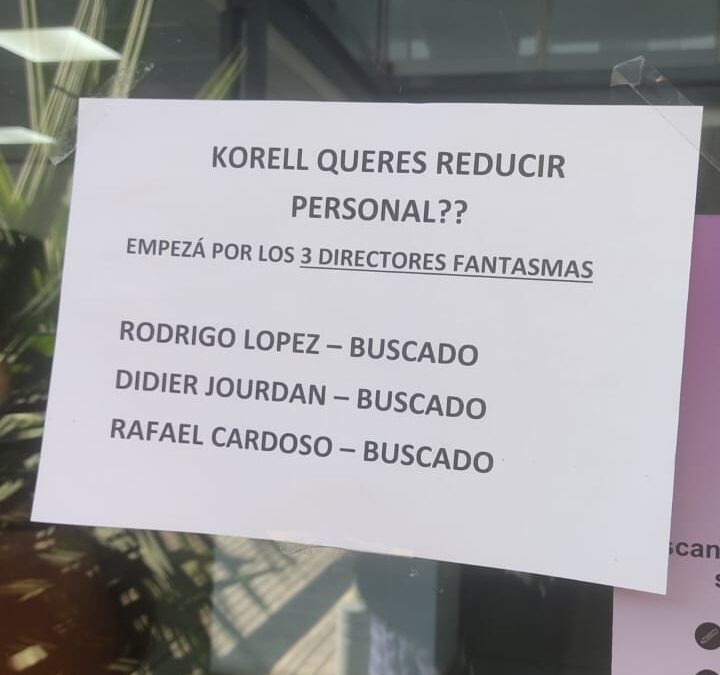 KORELL QUERES REDUCIR
PERSONAL??
EMPEZÁ POR LOS 3 DIRECTORES FANTASMAS
RODRIGO LOPEZ – BUSCADO
DIDIER JOURDAN – BUSCADO
RAFAEL CARDOSO – BUSCADO